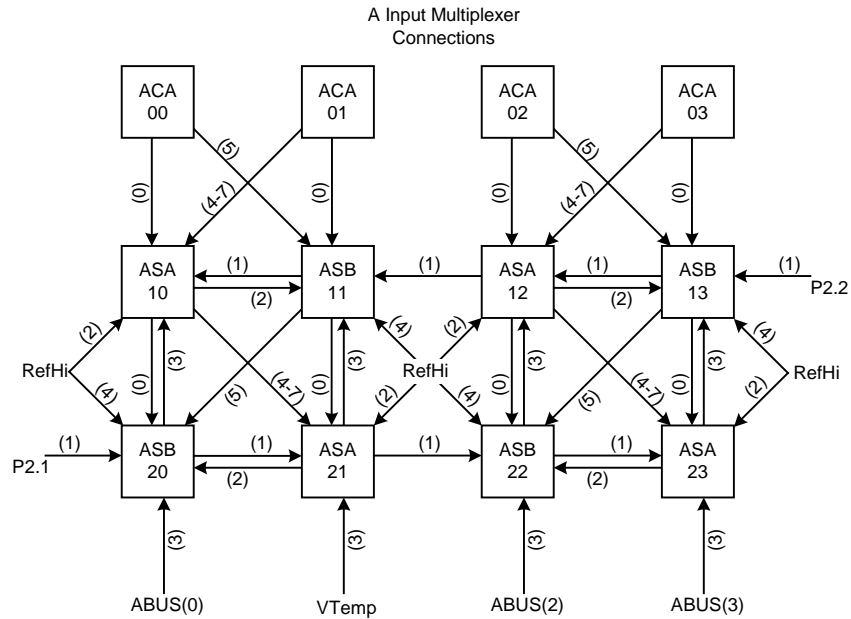 A Input Multiplexer
Connections
ACA
00
ACA
01
ACA
02
ACA
03
(0)
(5)
(4-7)
(0)
(0)
(5)
(4-7)
(0)
ASA
10
(1)
(2)
ASB
11
(1)
ASA
12
(1)
(2)
ASB
13
(1)
P2.2
RefHi
(2)
(4)
(0)
(3)
(5)
(4-7)
(0)
(3)
(4)
(2)
RefHi
(2)
(4)
(0)
(3)
(5)
(4-7)
(0)
(3)
(4)
(2)
RefHi
P2.1
(1)
ASB
20
(1)
(2)
ASA
21
(1)
ASB
22
(1)
(2)
ASA
23
(3)
(3)
(3)
(3)
ABUS(0)
VTemp
ABUS(2)
ABUS(3)